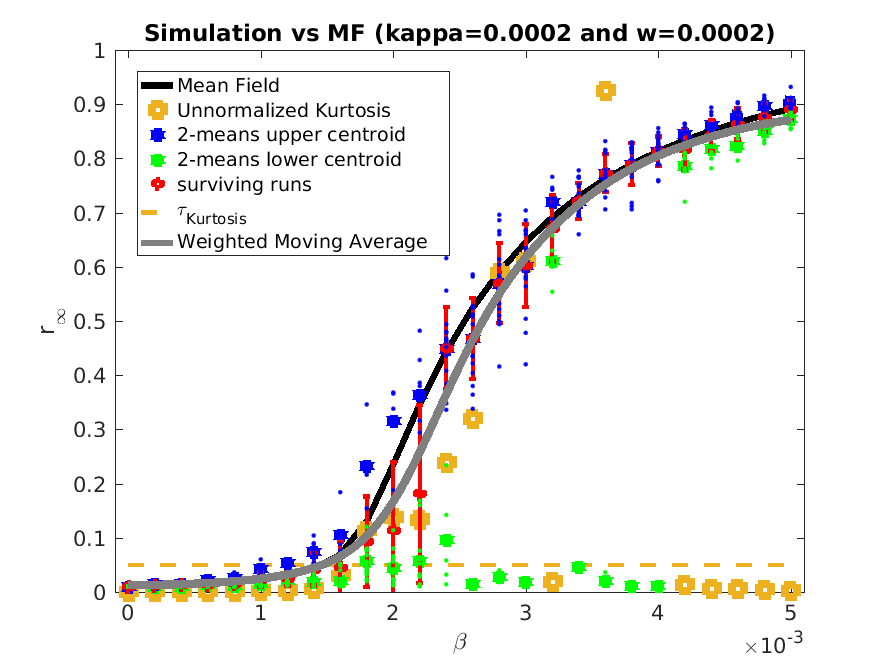 Simulation vs MF (kappa=0.0002 and w=0.0002)
1
0.9
0.8
0.7
0.6
0.5
0.4
0.3
0.2
0.1
0
r∞
Mean Field
Unnormalized Kurtosis
2-means upper centroid
2-means lower centroid
surviving runs
τKurtosis
Weighted Moving Average
0 1 2 3 4 5
β
×10-3